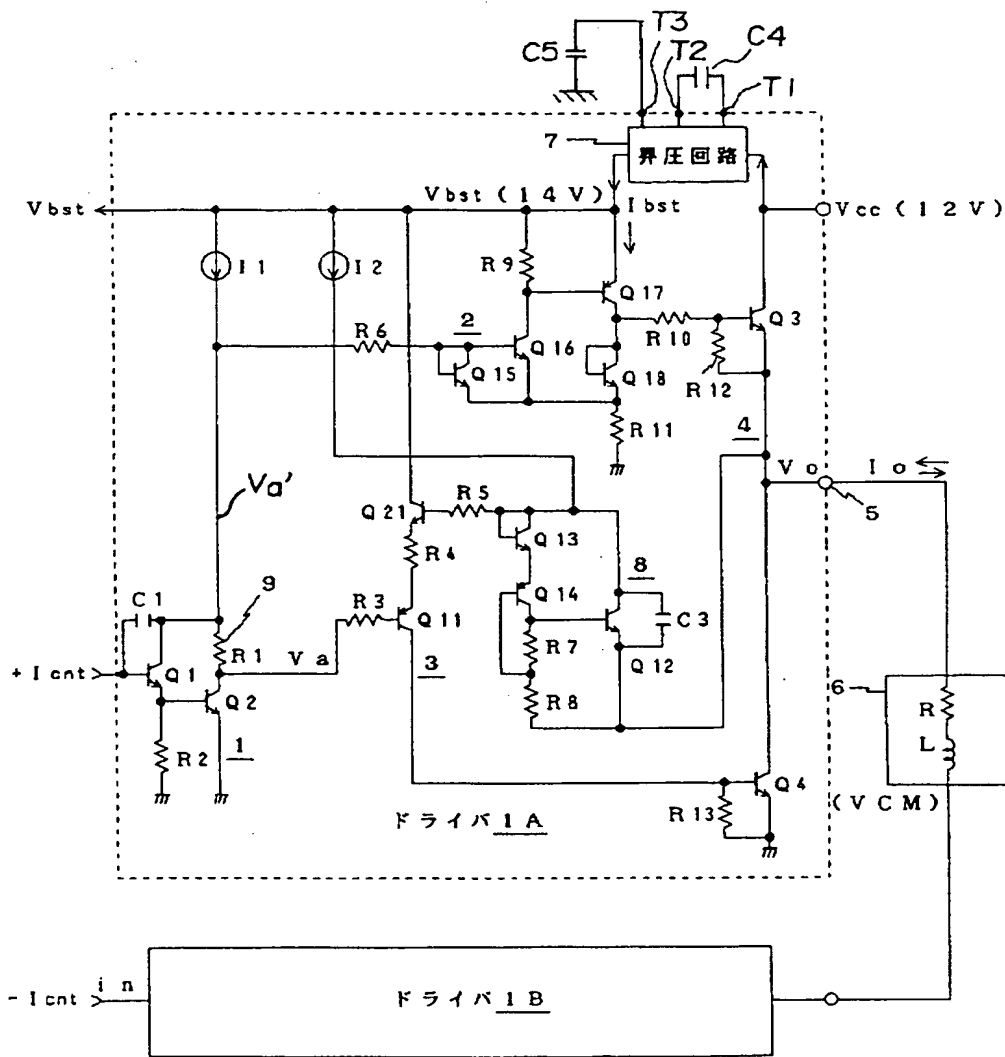 T3
T2
C4
C5
T1
7
昇圧回路
Vbst
Vbst(14V)
Ibst
Vcc(12V)
I1
I2
R9
Q17
R10
Q3
R6
2
Q16
Q15
Q18
R12
R11
4
Vo
Io
5
Va'
Q21
R5
Q13
R4
8
C1
9
Q14
C3
R3
Q11
R1
Va
R7
Q12
+Icnt
Q1
Q2
3
R8
6
R
L
R2
1
Q4
R13
(VCM)
ドライバ1A
-Icnt
in
ドライバ1B